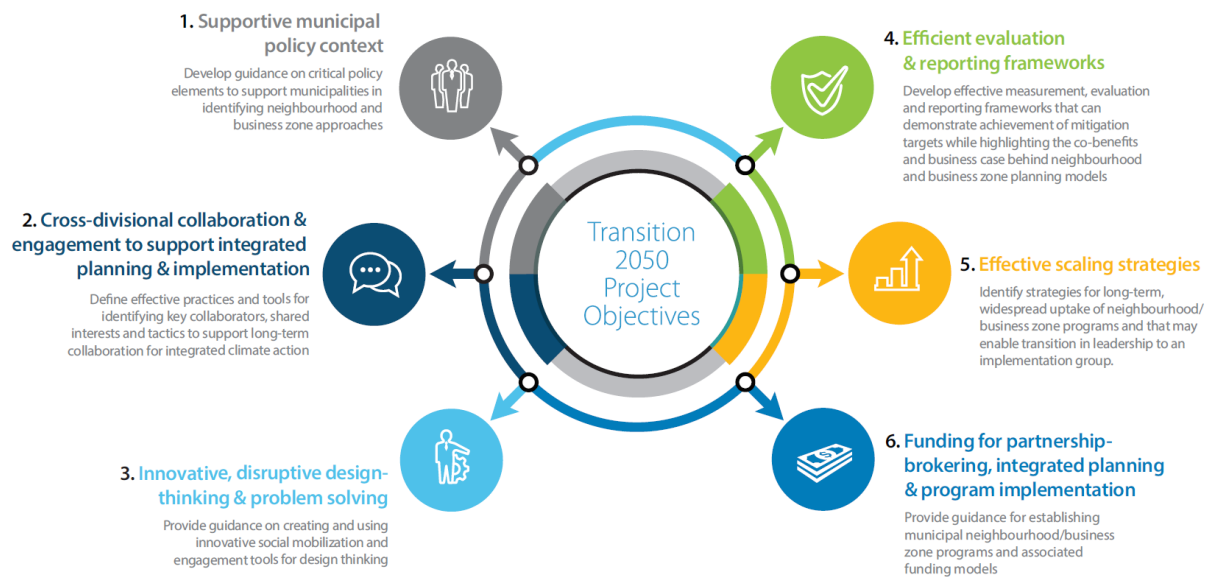 1. Supportive municipal
policy context
Develop guidance on critical policy
elements to support municipalities in
identifying neighbourhood and
business zone approaches
2. Cross-divisional collaboration &
engagement to support integrated
planning & implementation
Define effective practices and tools for
identifying key collaborators, shared
interests and tactics to support long-term
collaboration for integrated climate action
3. Innovative, disruptive design-
thinking & problem solving
Provide guidance on creating and using
innovative social mobilization and
engagement tools for design thinking
Transition
2050
Project
Objectives
4. Efficient evaluation
& reporting frameworks
Develop effective measurement, evaluation
and reporting frameworks that can
demonstrate achievement of mitigation
targets while highlighting the co-benefits
and business case behind neighbourhood
and business zone planning models
5. Effective scaling strategies
Identify strategies for long-term,
widespread uptake of neighbourhood/
business zone programs and that may
enable transition in leadership to an
implementation group.
6. Funding for partnership-
brokering, integrated planning
& program implementation
Provide guidance for establishing
municipal neighbourhood/business
zone programs and associated
funding models
$